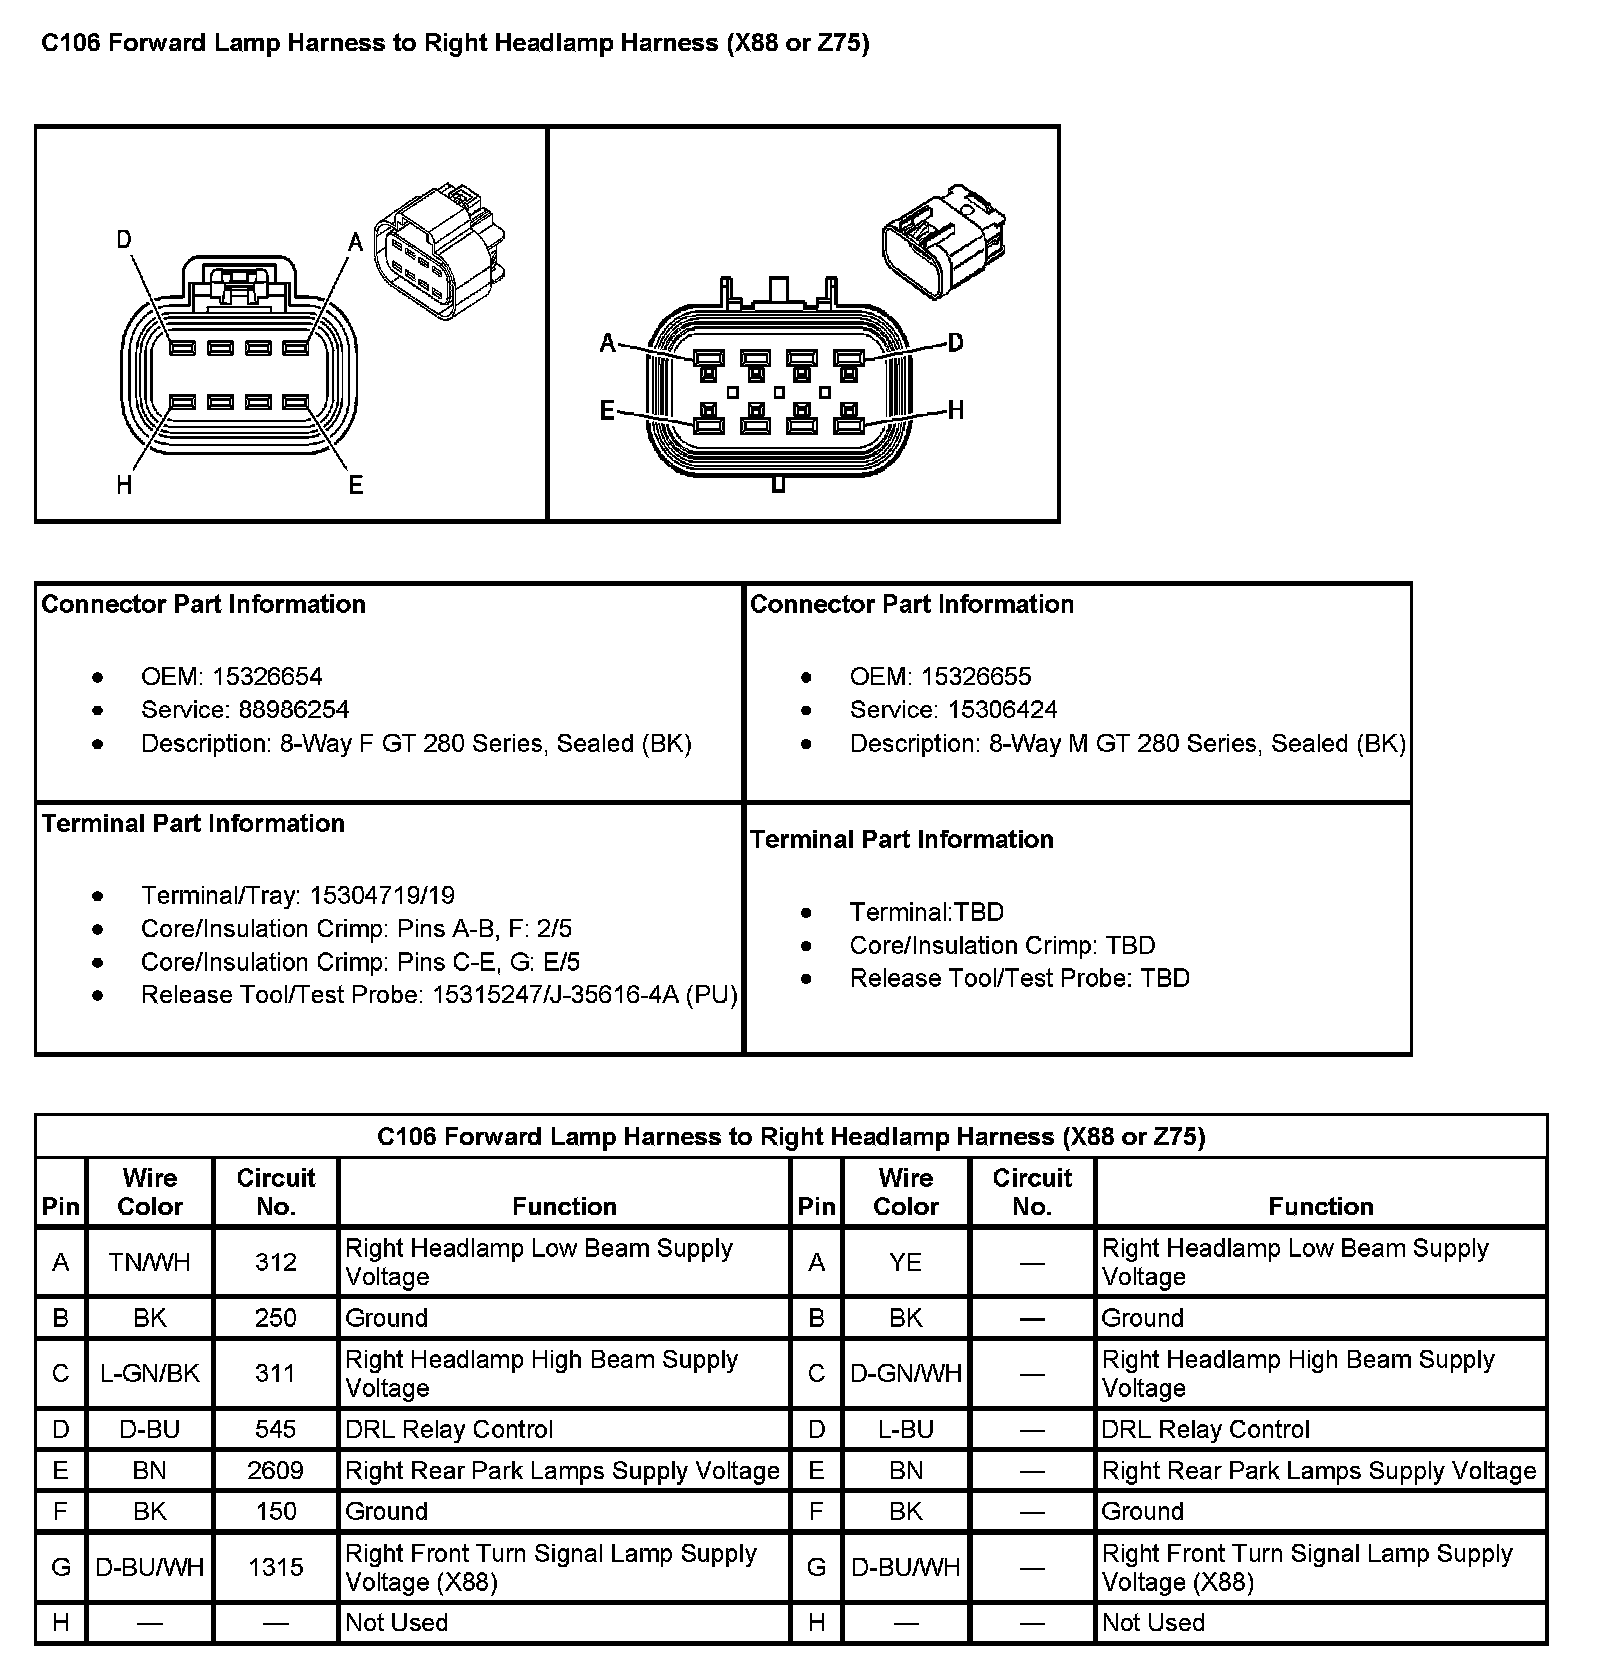 C106 Forward Lamp Harness to Right Headlamp Harness (X88 or Z75)
D
A
H
E
A
D
E
H
Connector Part Information
● OEM: 15326654
● Service: 88986254
● Description: 8-Way F GT 280 Series, Sealed (BK)
Connector Part Information
● OEM: 15326655
● Service: 15306424
● Description: 8-Way M GT 280 Series, Sealed (BK)
Terminal Part Information
● Terminal/Tray: 15304719/19
● Core/Insulation Crimp: Pins A-B, F: 2/5
● Core/Insulation Crimp: Pins C-E, G: E/5
● Release Tool/Test Probe: 15315247/J-35616-4A (PU)
Terminal Part Information
● Terminal:TBD
● Core/Insulation Crimp: TBD
● Release Tool/Test Probe: TBD
C106 Forward Lamp Harness to Right Headlamp Harness (X88 or Z75)
Pin Wire Color Circuit No. Function Pin Wire Color Circuit No. Function
A TN/WH 312 Right Headlamp Low Beam Supply Voltage A YE — Right Headlamp Low Beam Supply Voltage
B BK 250 Ground B BK — Ground
C L-GN/BK 311 Right Headlamp High Beam Supply Voltage C D-GN/WH — Right Headlamp High Beam Supply Voltage
D D-BU 545 DRL Relay Control D L-BU — DRL Relay Control
E BN 2609 Right Rear Park Lamps Supply Voltage E BN — Right Rear Park Lamps Supply Voltage
F BK 150 Ground F BK — Ground
G D-BU/WH 1315 Right Front Turn Signal Lamp Supply Voltage (X88) G D-BU/WH — Right Front Turn Signal Lamp Supply Voltage (X88)
H — — Not Used H — — Not Used